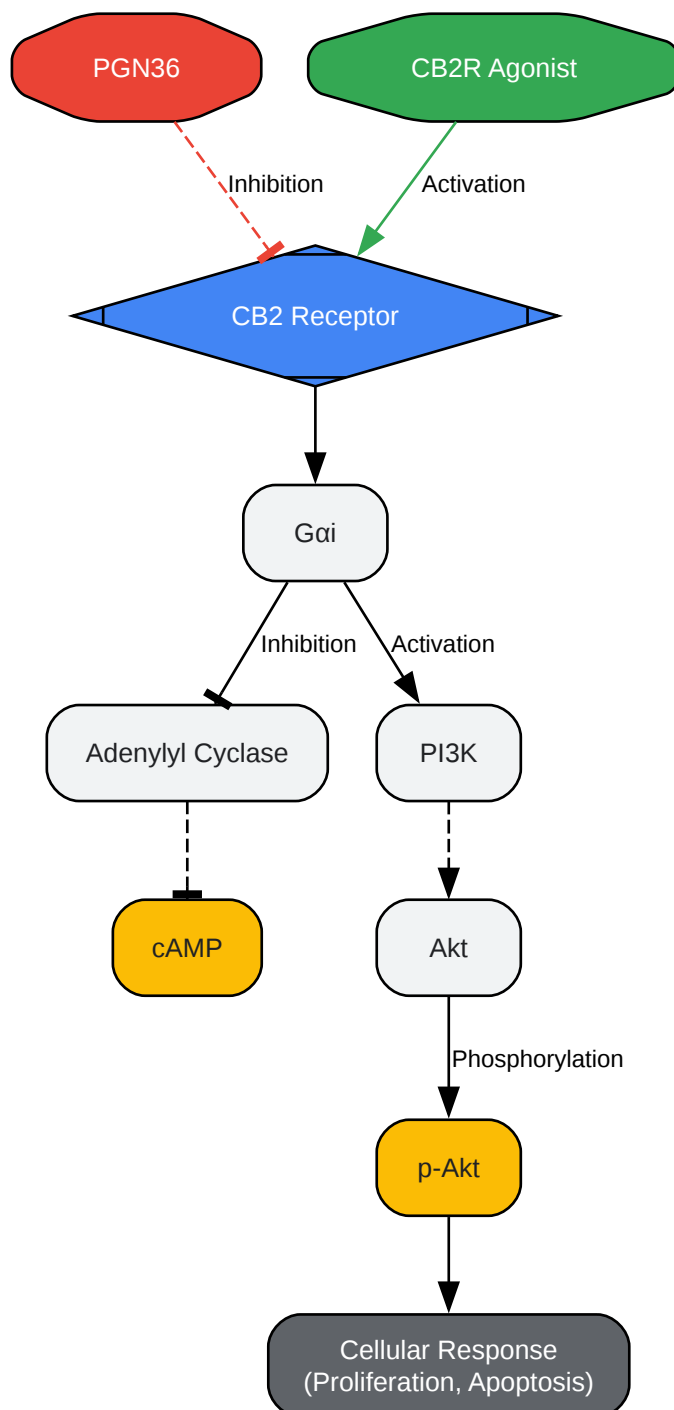 PGN36
CB2R Agonist
Inhibition
Activation
CB2 Receptor
Gαi
Inhibition
Activation
Adenylyl Cyclase
PI3K
cAMP
Akt
Phosphorylation
p-Akt
Cellular Response
(Proliferation, Apoptosis)